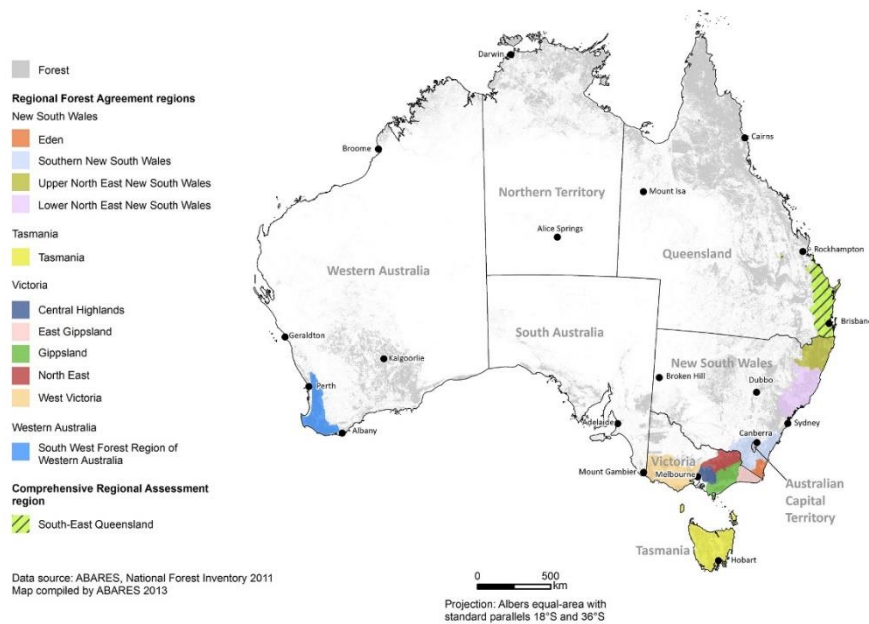 Forest
Regional Forest Agreement regions
New South Wales
Eden
Southern New South Wales
Upper North East New South Wales
Lower North East New South Wales
Tasmania
Tasmania
Victoria
Central Highlands
East Gippsland
Gippsland
North East
West Victoria
Western Australia
South West Forest Region of
Western Australia
Comprehensive Regional Assessment
region
South-East Queensland
Data source: ABARES, National Forest Inventory 2011
Map compiled by ABARES 2013
Darwin
Cairns
Broome
Northern Territory
Mount Isa
Alice Springs
Rockhampton
Queensland
Western Australia
Brisbane
South Australia
Geraldton
Kalgoorlie
New South Wales
Broken Hill
Dubbo
Perth
Sydney
Adelaide
Albany
Canberra
Victoria
Mount Gambier
Melbourne
Australian
Capital
Territory
Tasmania
Hobart
0 500
km
Projection: Albers equal-area with
standard parallels 18°S and 36°S